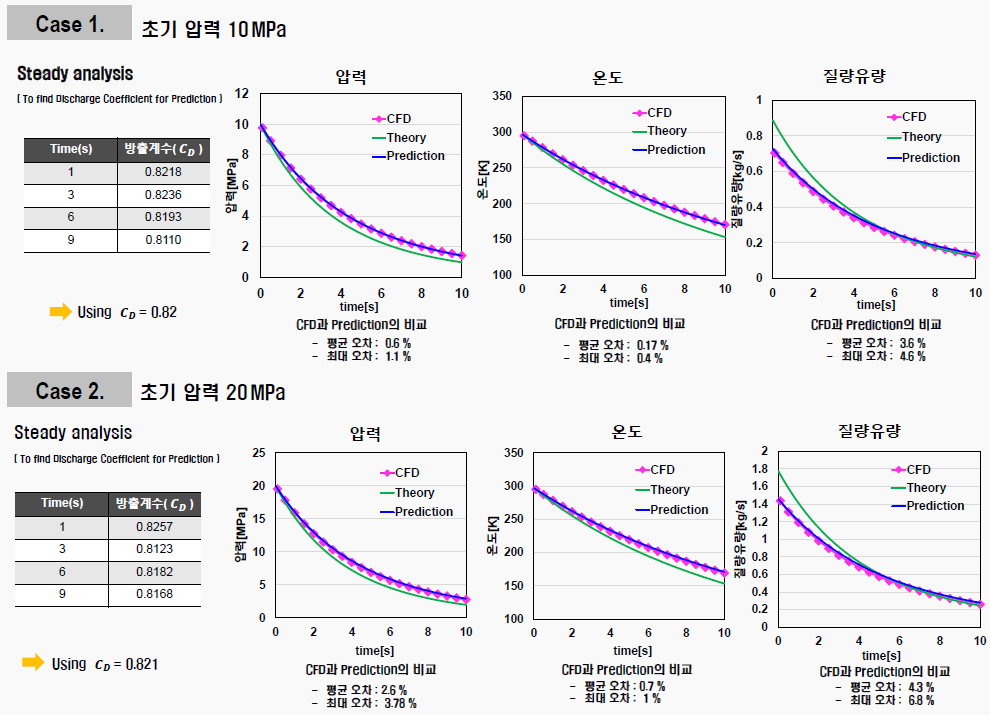 Case 1. 초기 압력 10MPa
Steady analysis
( To find Discharge Coefficient for Prediction )
Time(s) 방출계수( C_D )
1 0.8218
3 0.8236
6 0.8193
9 0.8110
Using C_D = 0.82
압력
12
10
8
6
4
2
0
압력[MPa]
CFD
Theory
Prediction
0 2 4 6 8 10
time[s]
CFD과 Prediction의 비교
- 평균 오차 : 0.6 %
- 최대 오차 : 1.1 %
온도
350
300
250
200
150
100
온도[K]
CFD
Theory
Prediction
0 2 4 6 8 10
time[s]
CFD과 Prediction의 비교
- 평균 오차 : 0.17 %
- 최대 오차 : 0.4 %
질량유량
1
0.8
0.6
0.4
0.2
0
질량유량[kg/s]
CFD
Theory
Prediction
0 2 4 6 8 10
time[s]
CFD과 Prediction의 비교
- 평균 오차 : 3.6 %
- 최대 오차 : 4.6 %
Case 2. 초기 압력 20MPa
Steady analysis
( To find Discharge Coefficient for Prediction )
Time(s) 방출계수( C_D )
1 0.8257
3 0.8123
6 0.8182
9 0.8168
Using C_D = 0.821
압력
25
20
15
10
5
0
압력[MPa]
CFD
Theory
Prediction
0 2 4 6 8 10
time[s]
CFD과 Prediction의 비교
- 평균 오차 : 2.6 %
- 최대 오차 : 3.78 %
온도
350
300
250
200
150
100
온도[K]
CFD
Theory
Prediction
0 2 4 6 8 10
time[s]
CFD과 Prediction의 비교
- 평균 오차 : 0.7 %
- 최대 오차 : 1 %
질량유량
2
1.8
1.6
1.4
1.2
1
0.8
0.6
0.4
0.2
0
질량유량[kg/s]
CFD
Theory
Prediction
0 2 4 6 8 10
time[s]
CFD과 Prediction의 비교
- 평균 오차 : 4.3 %
- 최대 오차 : 6.8 %